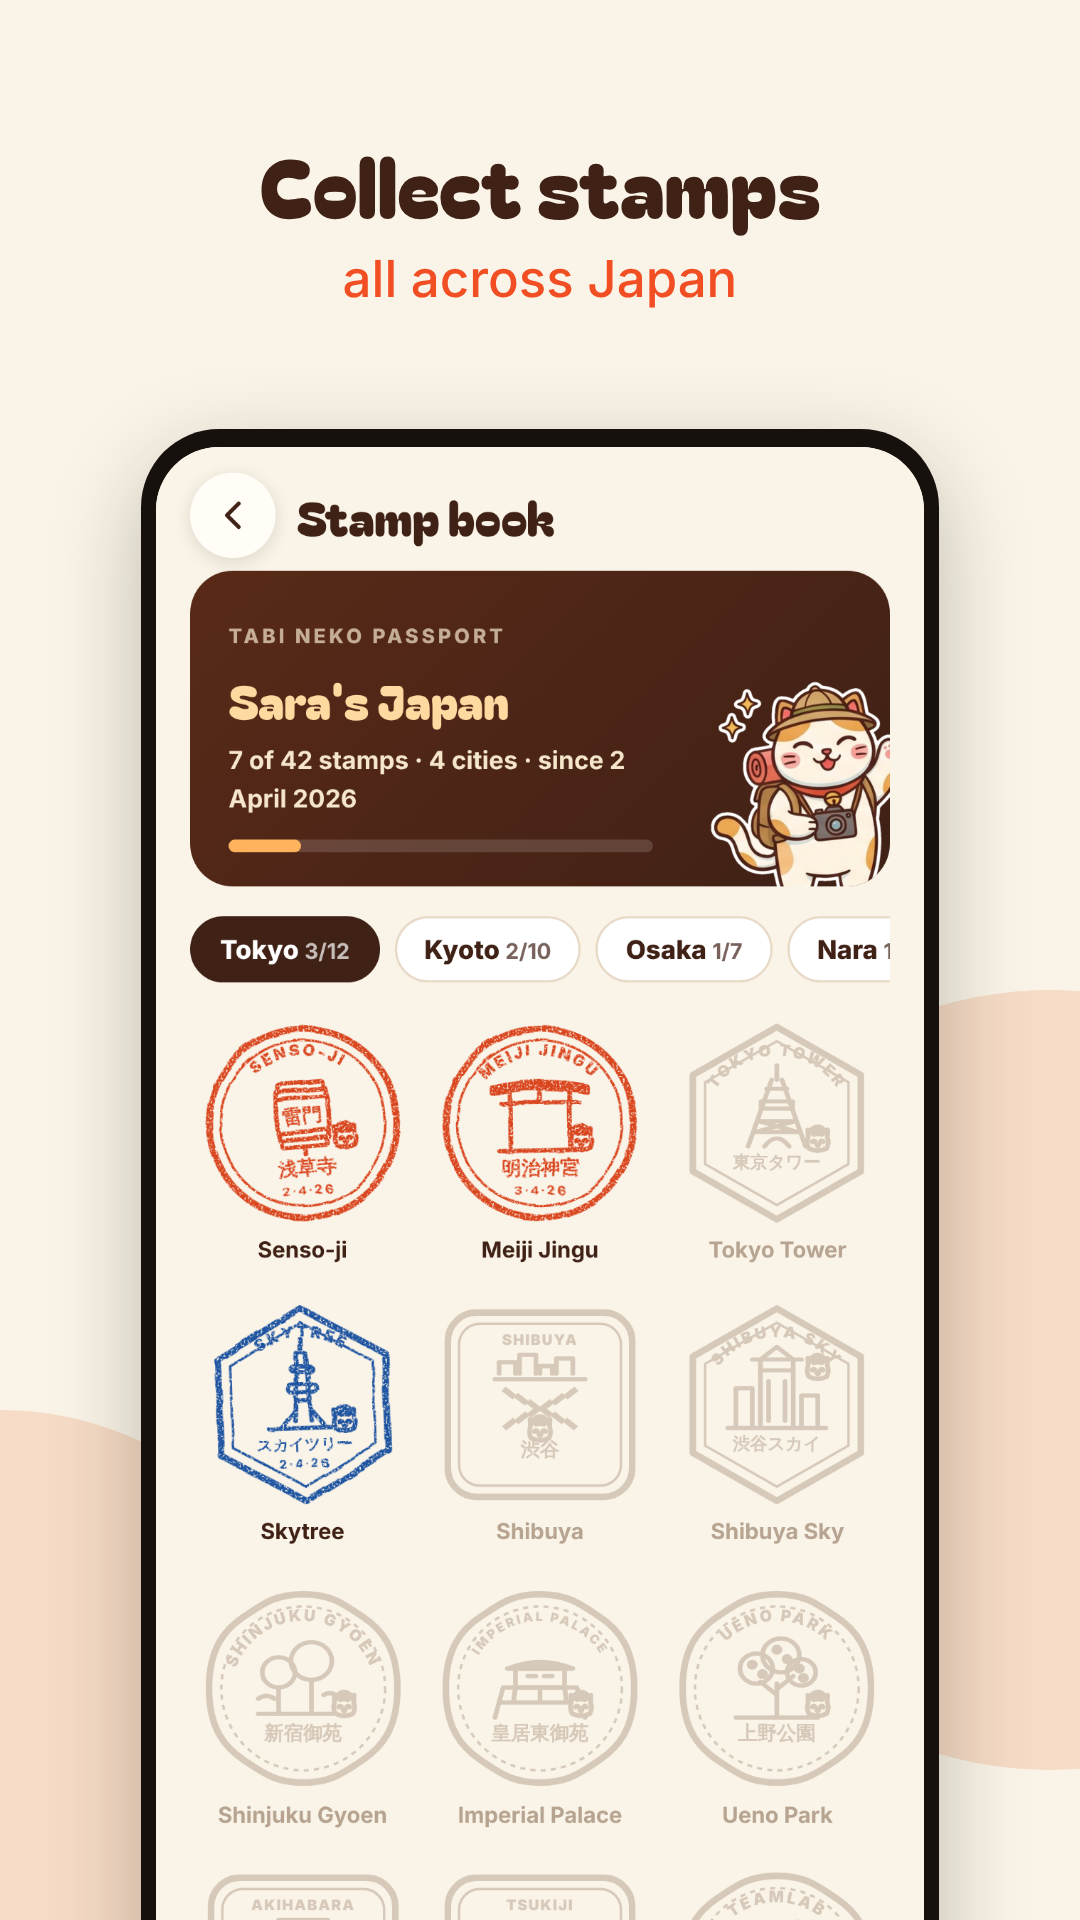 Collect stamps
all across Japan
Stamp book
TABI NEKO PASSPORT
Sara's Japan
7 of 42 stamps · 4 cities · since 2
April 2026
Tokyo 3/12
Kyoto 2/10
Osaka 1/7
Nara
SENSO-JI
雷門
浅草寺
2·4·26
Senso-ji
MEIJI JINGU
明治神宮
3·4·26
Meiji Jingu
TOKYO TOWER
東京タワー
Tokyo Tower
SKYTREE
スカイツリー
2·4·26
Skytree
SHIBUYA
渋谷
Shibuya
SHIBUYA SKY
渋谷スカイ
Shibuya Sky
SHINJUKU GYOEN
新宿御苑
Shinjuku Gyoen
IMPERIAL PALACE
皇居東御苑
Imperial Palace
UENO PARK
上野公園
Ueno Park
AKIHABARA
TSUKIJI
TEAMLAB